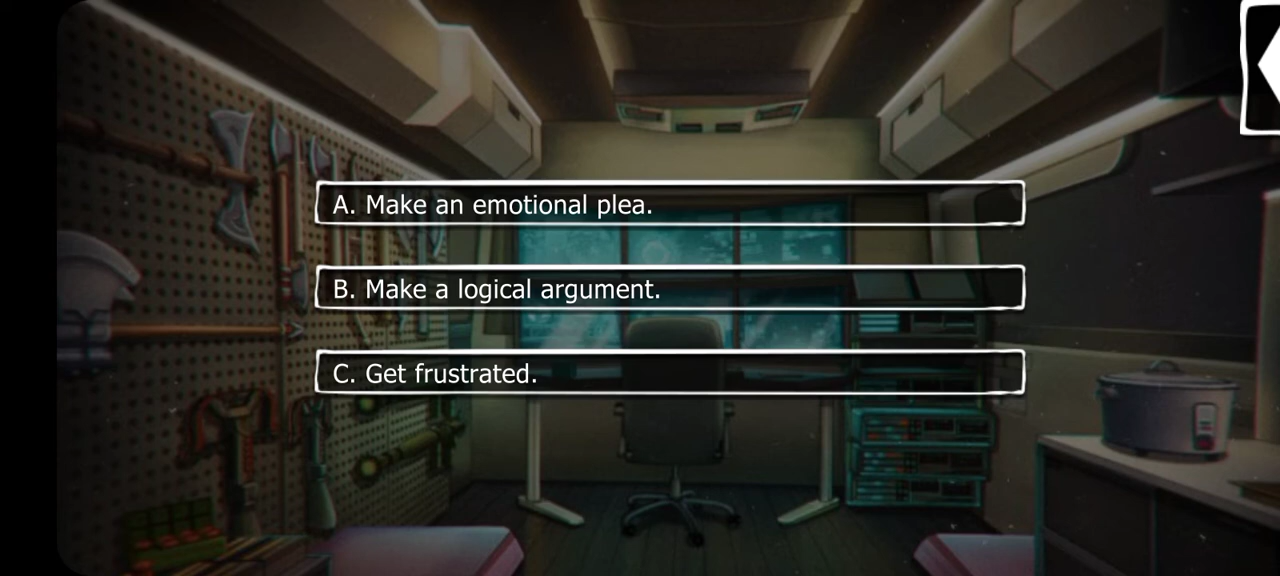 A. Make an emotional plea.
B. Make a logical argument.
C. Get frustrated.